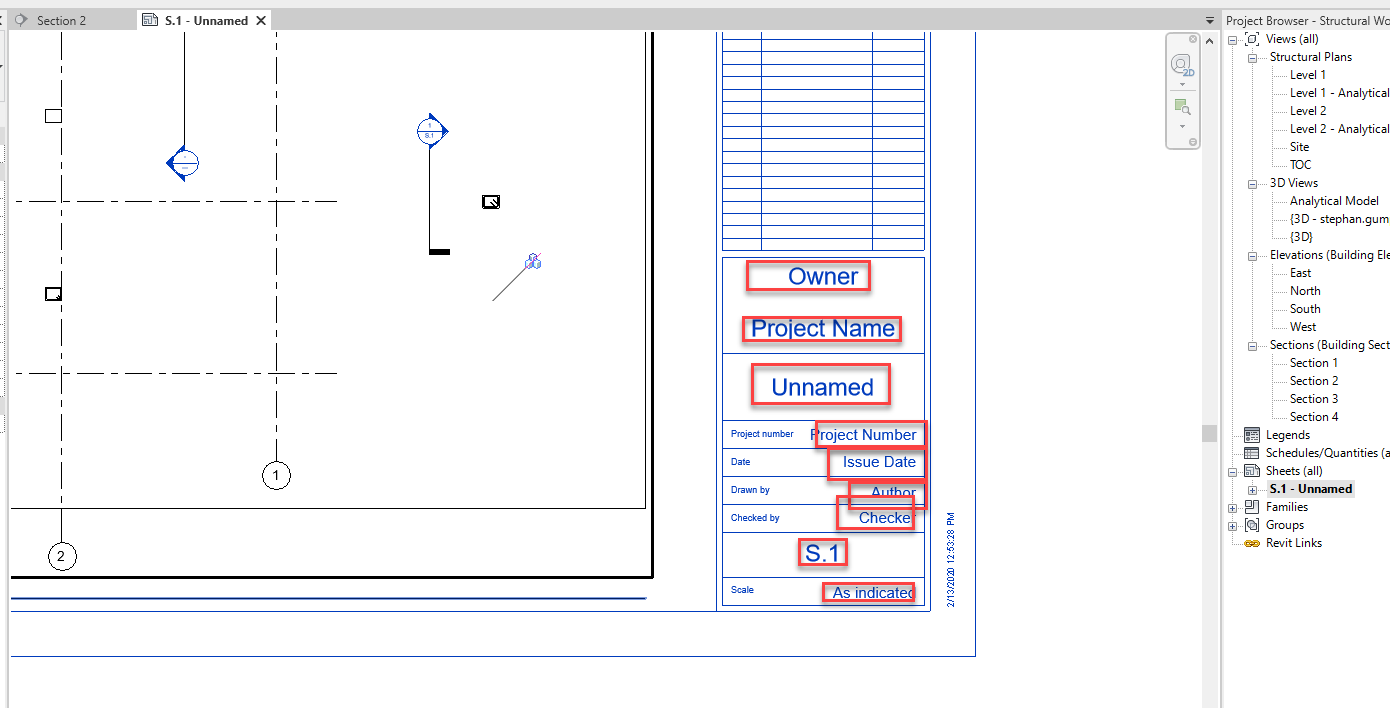 Section 2
S.1 - Unnamed
Project Browser - Structural Wo
Views (all)
Structural Plans
Level 1
Level 1 - Analytical
Level 2
Level 2 - Analytical
Site
TOC
3D Views
Analytical Model
{3D - stephan.gum
{3D}
Elevations (Building Ele
East
North
South
West
Sections (Building Sect
Section 1
Section 2
Section 3
Section 4
Legends
Schedules/Quantities (a
Sheets (all)
S.1 - Unnamed
Families
Groups
Revit Links
2D
1
S.1
1
2
Owner
Project Name
Unnamed
Project number Project Number
Date Issue Date
Drawn by Author
Checked by Checke
S.1
Scale As indicated
2/13/2020 12:53:28 PM